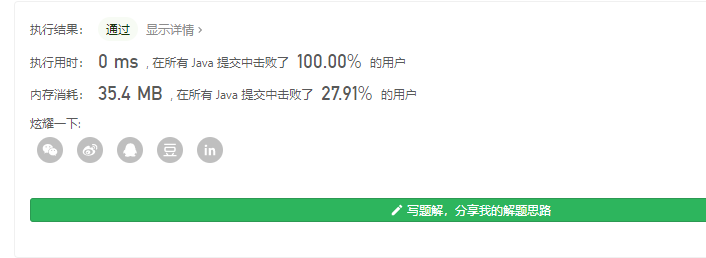 执行结果： 通过 显示详情 ›
执行用时： 0 ms , 在所有 Java 提交中击败了 100.00% 的用户
内存消耗： 35.4 MB , 在所有 Java 提交中击败了 27.91% 的用户
炫耀一下:
豆 in
写题解，分享我的解题思路